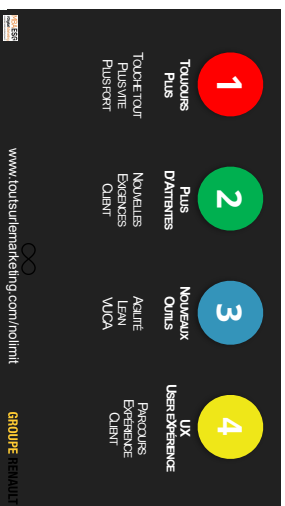 1
TOUJOURS
PLUS
TOUCHE TOUT
PLUS VITE
PLUS FORT
2
PLUS
D'ATTENTES
NOUVELLES
EXIGENCES
CLIENT
3
NOUVEAUX
OUTILS
AGILITÉ
LEAN
VUCA
4
UX
USER EXPÉRIENCE
PARCOURS
EXPÉRIENCE
CLIENT
www.toutsurlemarketing.com/nolimit
GROUPE RENAULT